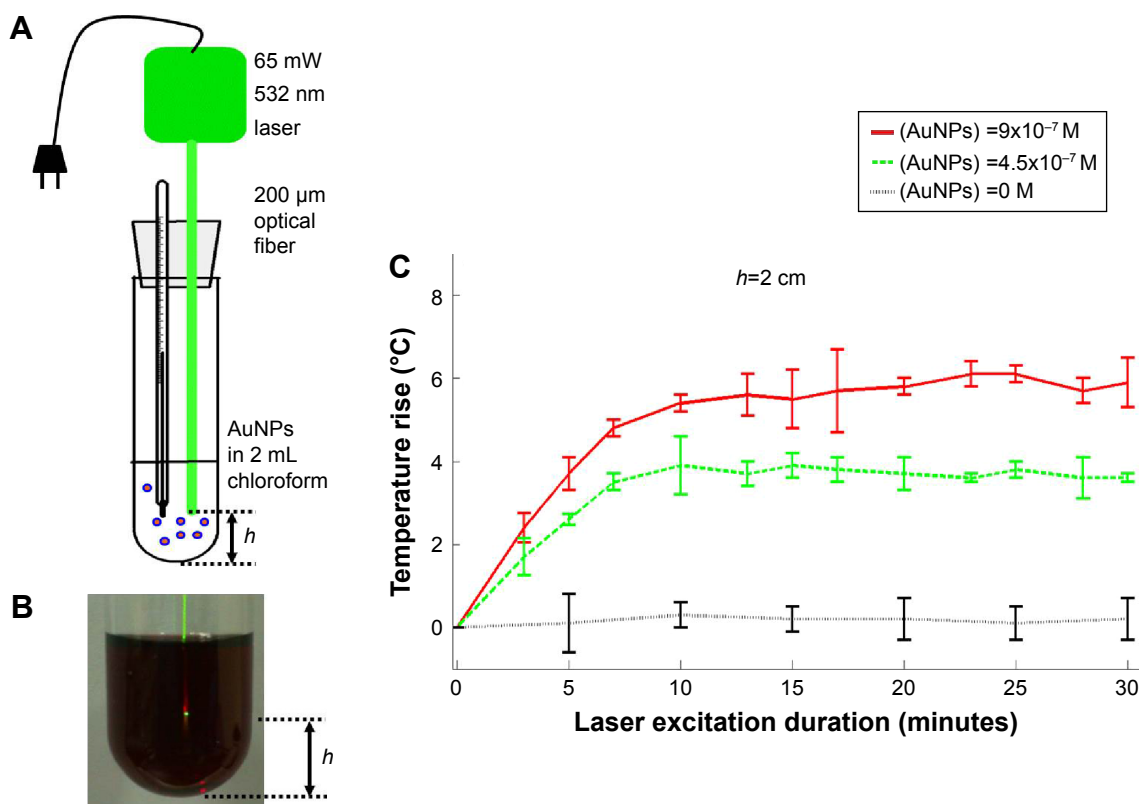 A
65 mW
532 nm
laser
200 µm
optical
fiber
AuNPs
in 2 mL
chloroform
h
B
h
(AuNPs) =9x10⁻⁷ M
(AuNPs) =4.5x10⁻⁷ M
(AuNPs) =0 M
C
h=2 cm
8
6
4
2
0
Temperature rise (°C)
0 5 10 15 20 25 30
Laser excitation duration (minutes)